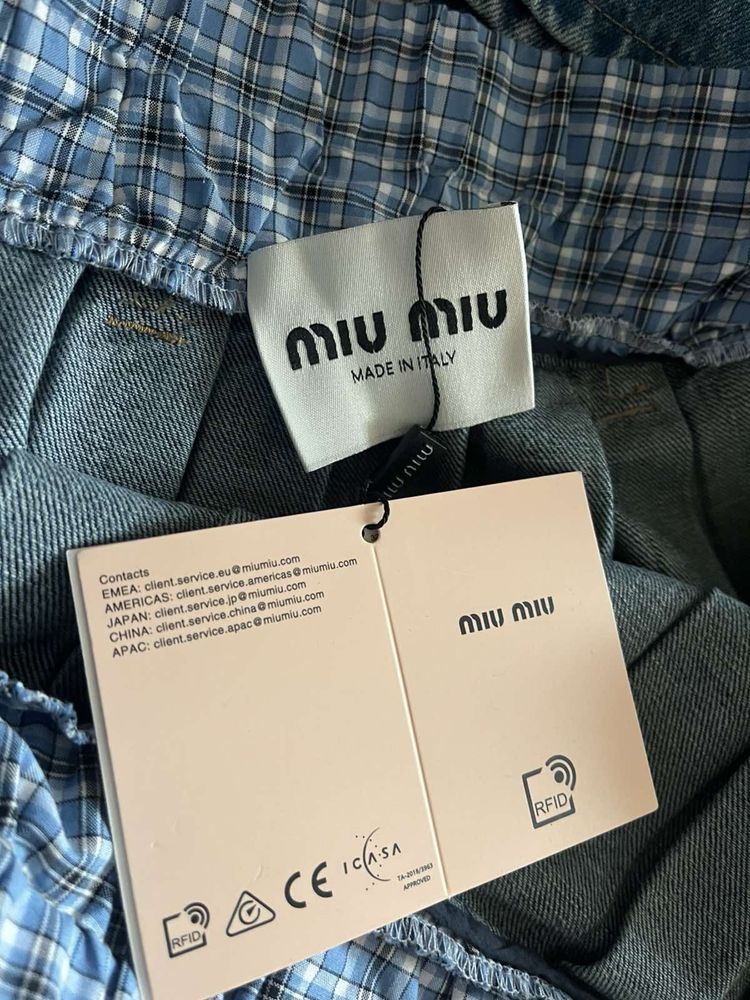 miu miu
MADE IN ITALY
miu miu
Contacts
EMEA: client.service.eu@miumiu.com
AMERICAS: client.service.americas@miumiu.com
JAPAN: client.service.jp@miumiu.com
CHINA: client.service.china@miumiu.com
APAC: client.service.apac@miumiu.com
miu miu
RFID
RFID
CE
ICASA
TA-2018/3963
APPROVED